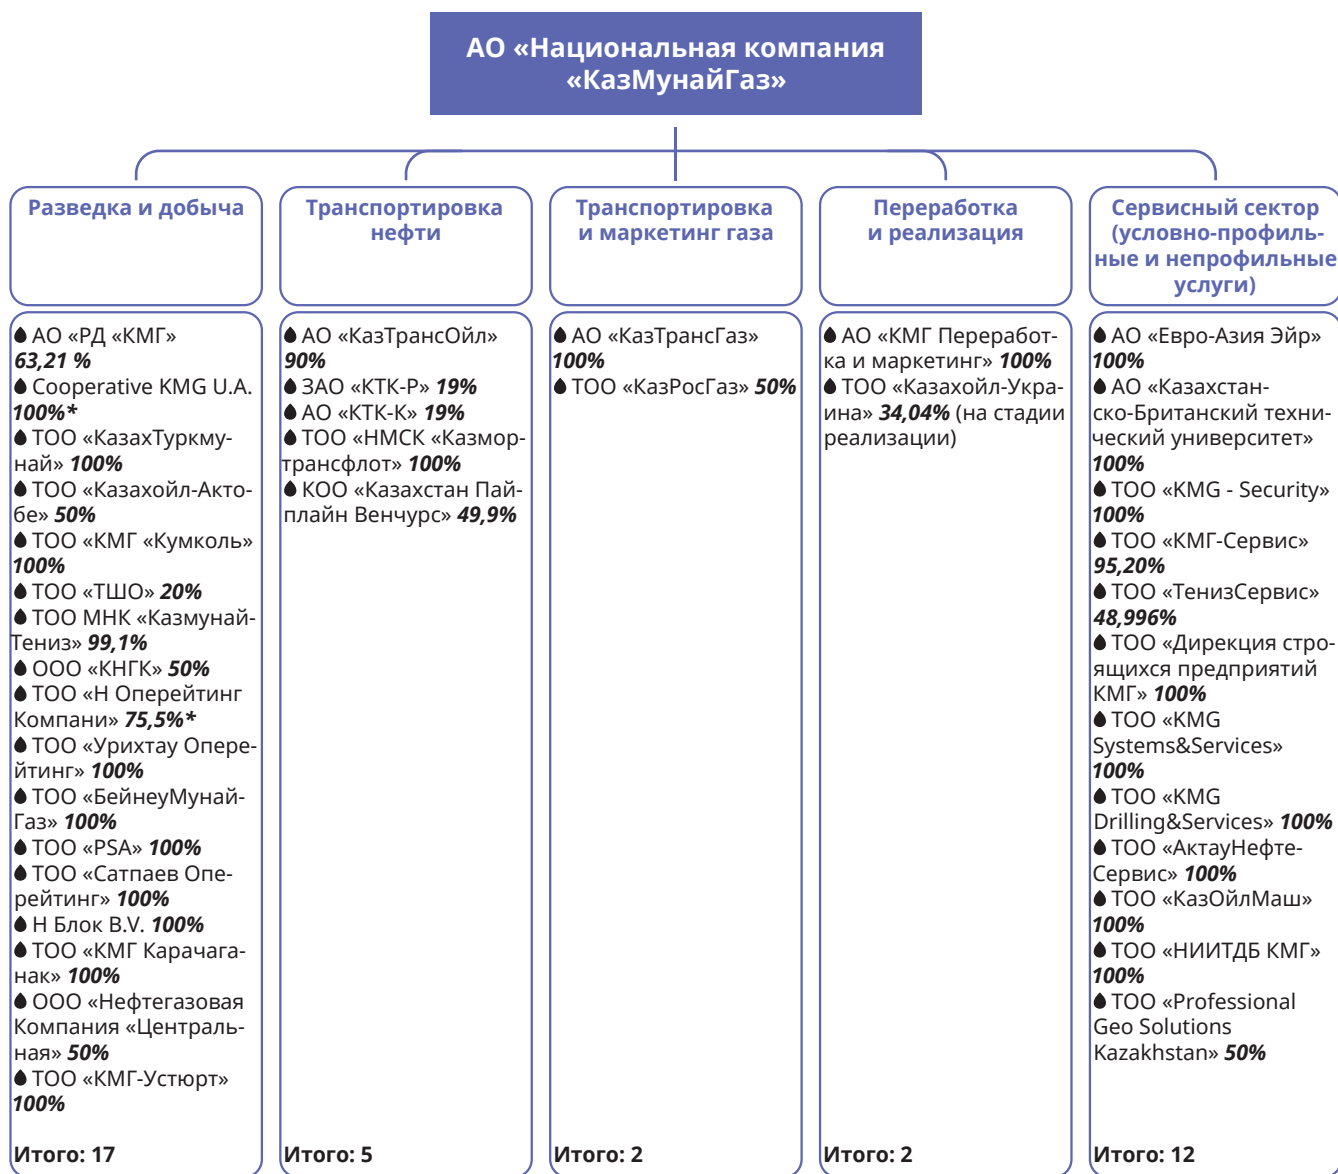 АО «Национальная компания
«КазМунайГаз»
Разведка и добыча
АО «РД «КМГ»
63,21 %
Cooperative KMG U.A.
100%*
ТОО «КазахТуркму-
най» 100%
ТОО «Казахойл-Акто-
бе» 50%
ТОО «КМГ «Кумколь»
100%
ТОО «ТШО» 20%
ТОО МНК «Казмунай-
Тениз» 99,1%
ООО «КНГК» 50%
ТОО «Н Оперейтинг
Компани» 75,5%*
ТОО «Урихтау Опере-
йтинг» 100%
ТОО «БейнеуМунай-
Газ» 100%
ТОО «PSA» 100%
ТОО «Сатпаев Опе-
рейтинг» 100%
Н Блок B.V. 100%
ТОО «КМГ Карачага-
нак» 100%
ООО «Нефтегазовая
Компания «Централь-
ная» 50%
ТОО «КМГ-Устюрт»
100%
Итого: 17
Транспортировка
нефти
АО «КазТрансОйл»
90%
ЗАО «КТК-Р» 19%
АО «КТК-К» 19%
ТОО «НМСК «Казмор-
трансфлот» 100%
КОО «Казахстан Пай-
плайн Венчурс» 49,9%
Итого: 5
Транспортировка
и маркетинг газа
АО «КазТрансГаз»
100%
ТОО «КазРосГаз» 50%
Итого: 2
Переработка
и реализация
АО «КМГ Переработ-
ка и маркетинг» 100%
ТОО «Казахойл-Укра-
ина» 34,04% (на стадии
реализации)
Итого: 2
Сервисный сектор
(условно-профиль-
ные и непрофильные
услуги)
АО «Евро-Азия Эйр»
100%
АО «Казахстан-
ско-Британский техни-
ческий университет»
100%
ТОО «KMG - Security»
100%
ТОО «КМГ-Сервис»
95,20%
ТОО «ТенизСервис»
48,996%
ТОО «Дирекция стро-
ящихся предприятий
КМГ» 100%
ТОО «KMG
Systems&Services»
100%
ТОО «KMG
Drilling&Services» 100%
ТОО «АктауНефте-
Сервис» 100%
ТОО «КазОйлМаш»
100%
ТОО «НИИТДБ КМГ»
100%
ТОО «Professional
Geo Solutions
Kazakhstan» 50%
Итого: 12